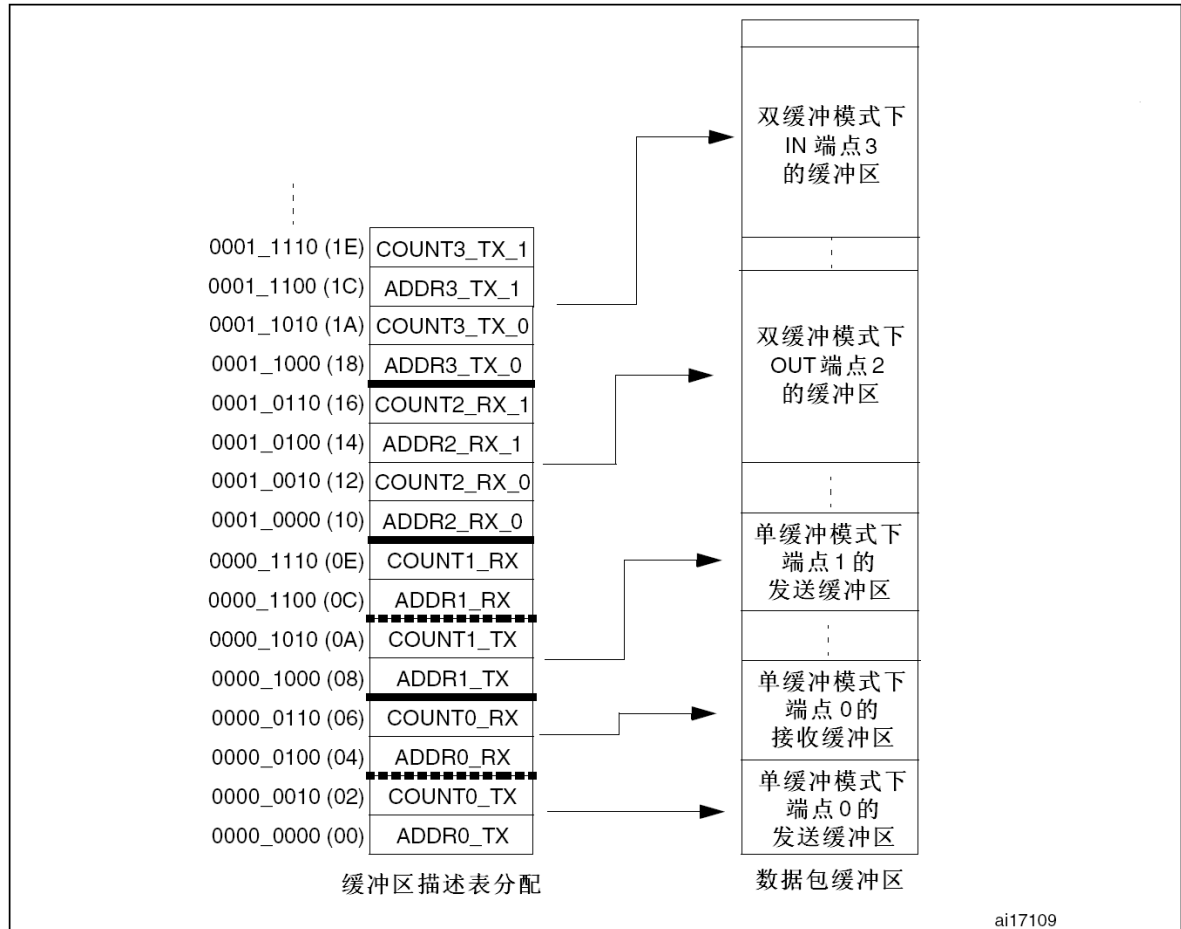 0001_1110 (1E) COUNT3_TX_1
0001_1100 (1C) ADDR3_TX_1
0001_1010 (1A) COUNT3_TX_0
0001_1000 (18) ADDR3_TX_0
0001_0110 (16) COUNT2_RX_1
0001_0100 (14) ADDR2_RX_1
0001_0010 (12) COUNT2_RX_0
0001_0000 (10) ADDR2_RX_0
0000_1110 (0E) COUNT1_RX
0000_1100 (0C) ADDR1_RX
0000_1010 (0A) COUNT1_TX
0000_1000 (08) ADDR1_TX
0000_0110 (06) COUNT0_RX
0000_0100 (04) ADDR0_RX
0000_0010 (02) COUNT0_TX
0000_0000 (00) ADDR0_TX
缓冲区描述表分配
双缓冲模式下
IN 端点3
的缓冲区
双缓冲模式下
OUT 端点2
的缓冲区
单缓冲模式下
端点1的
发送缓冲区
单缓冲模式下
端点0的
接收缓冲区
单缓冲模式下
端点0的
发送缓冲区
数据包缓冲区
ai17109